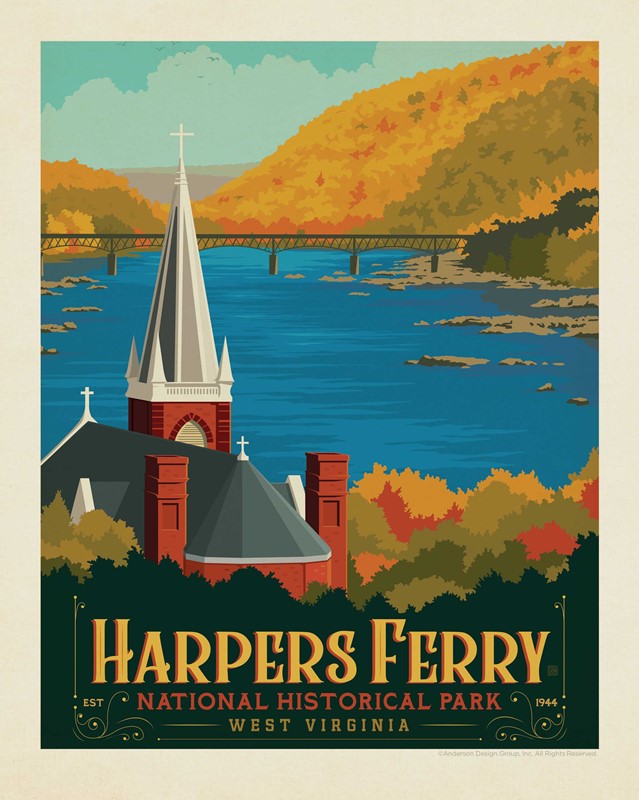 HARPERS FERRY
EST NATIONAL HISTORICAL PARK 1944
WEST VIRGINIA
©Anderson Design Group, Inc. All Rights Reserved.